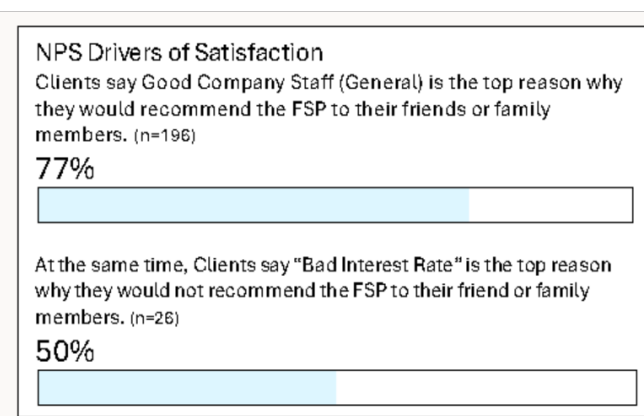 NPS Drivers of Satisfaction
Clients say Good Company Staff (General) is the top reason why
they would recommend the FSP to their friends or family
members. (n=196)
77%
At the same time, Clients say "Bad Interest Rate" is the top reason
why they would not recommend the FSP to their friend or family
members. (n=26)
50%